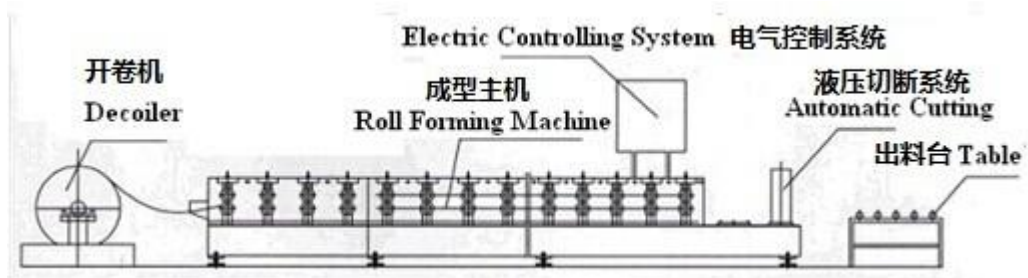 Electric Controlling System 电气控制系统
开卷机
Decoiler
成型主机
Roll Forming Machine
液压切断系统
Automatic Cutting
出料台 Table